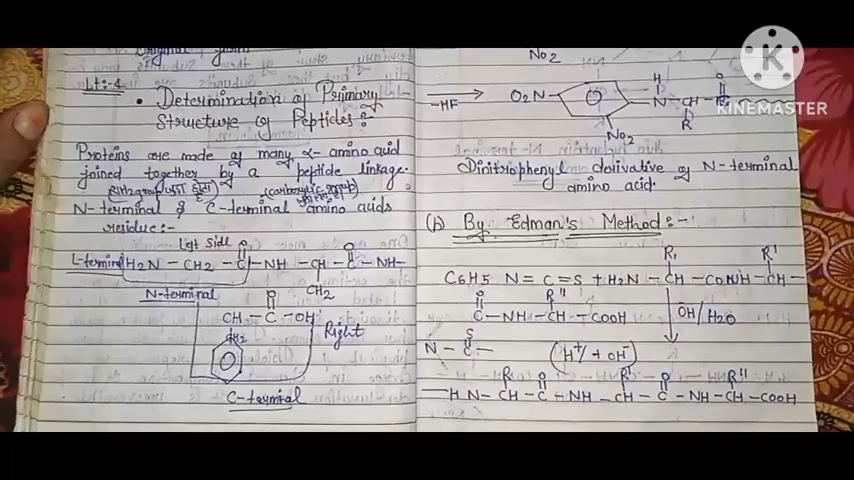 Lt:-4
• Determination of Primary
Structure of Peptides:-
Proteins are made of many α- amino acid
joined together by a peptide linkage.
N-terminal & C-terminal amino acids
residue:-
Left Side
L-terminal H2N - CH2 - C - NH - CH - C - NH-
O O
CH2
N-terminal
O
CH - C - OH
CH2
Right
C-terminal
NO2
-HF
O2N
H O
N - CH -
R
NO2
Dinitrophenyl derivative of N-terminal
amino acid.
(b) By Edman's Method:-
R1 R'
C6H5 N = C = S + H2N - CH - CONH - CH -
O R''
C - NH - CH - COOH
OH/H2O
S
N - C -
(H+/+OH-)
R O R' O R''
HN - CH - C - NH - CH - C - NH - CH - COOH
KINEMASTER